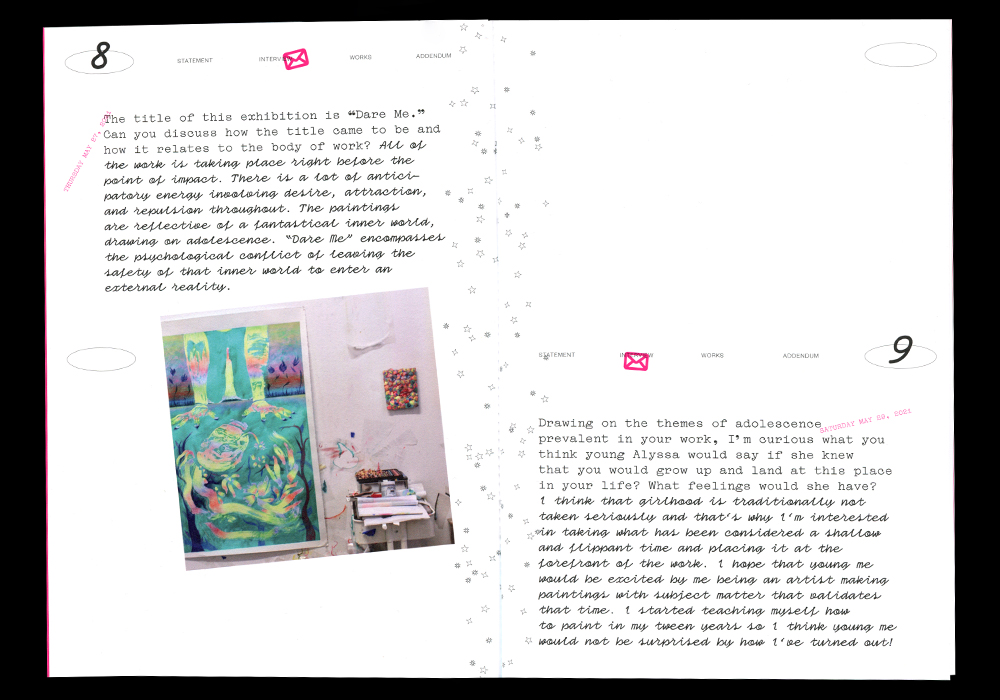 8
STATEMENT INTERVIEW WORKS ADDENDUM
THURSDAY MAY 27, 2021
The title of this exhibition is “Dare Me.”
Can you discuss how the title came to be and
how it relates to the body of work? All of
the work is taking place right before the
point of impact. There is a lot of antici-
patory energy involving desire, attraction,
and repulsion throughout. The paintings
are reflective of a fantastical inner world,
drawing on adolescence. “Dare Me” encompasses
the psychological conflict of leaving the
safety of that inner world to enter an
external reality.
STATEMENT INTERVIEW WORKS ADDENDUM
9
SATURDAY MAY 29, 2021
Drawing on the themes of adolescence
prevalent in your work, I’m curious what you
think young Alyssa would say if she knew
that you would grow up and land at this place
in your life? What feelings would she have?
I think that girlhood is traditionally not
taken seriously and that’s why I’m interested
in taking what has been considered a shallow
and flippant time and placing it at the
forefront of the work. I hope that young me
would be excited by me being an artist making
paintings with subject matter that validates
that time. I started teaching myself how
to paint in my tween years so I think young me
would not be surprised by how I’ve turned out!